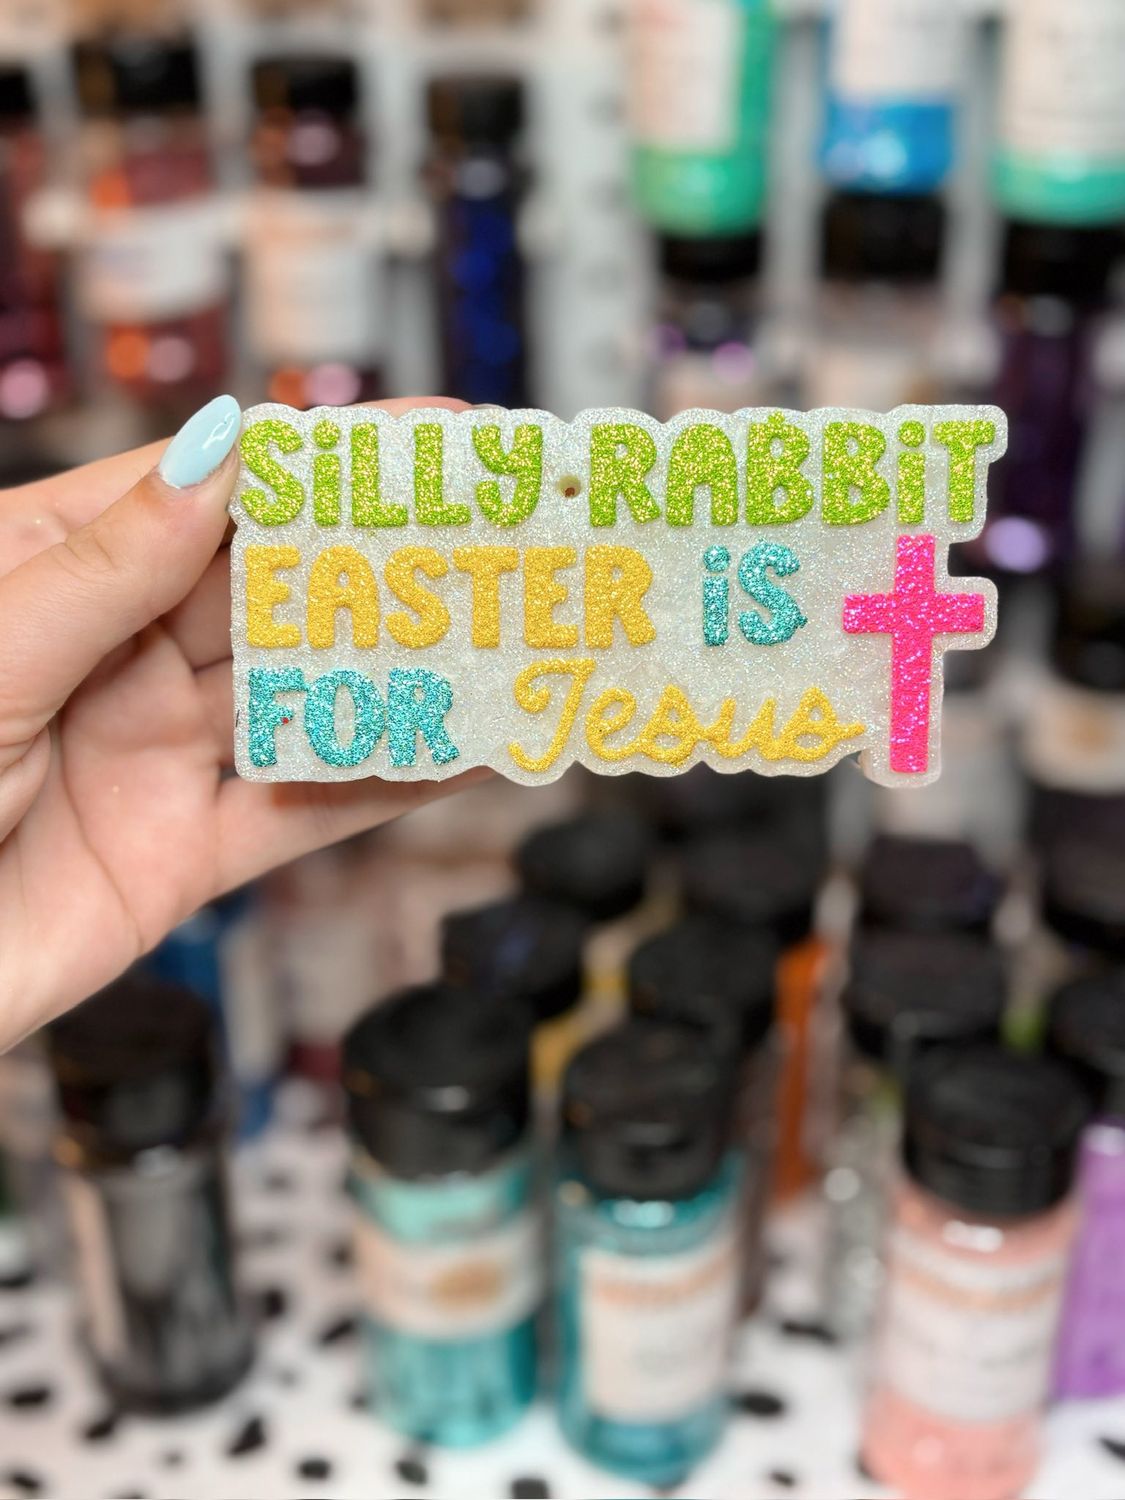 SiLLY RABBiT
EASTER iS
FOR Jesus